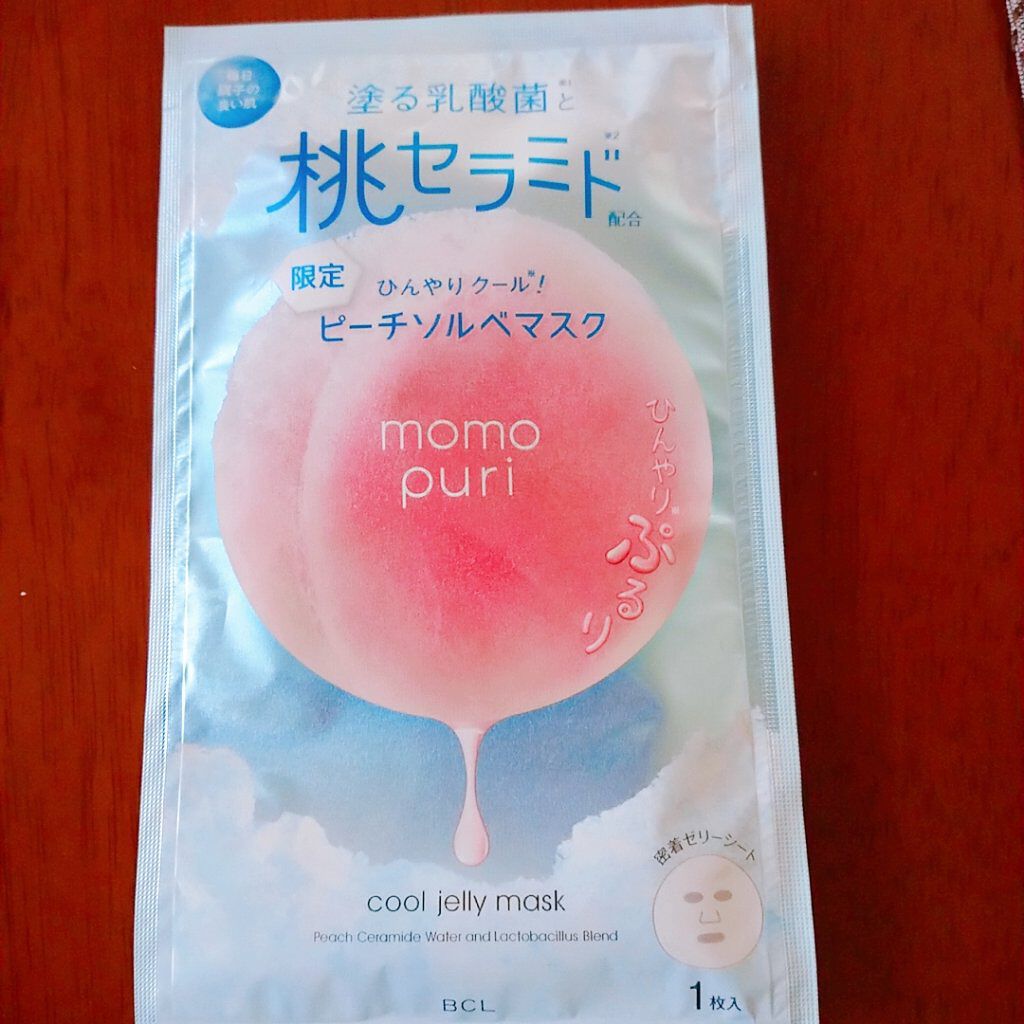 毎日
調子の
良い肌
塗る乳酸菌※1と
桃セラミド※2
配合
限定
ひんやりクール※!
ピーチソルベマスク
momo
puri
ひんやり※
ぷるり
密着ゼリーシート
cool jelly mask
Peach Ceramide Water and Lactobacillus Blend
BCL
1枚入